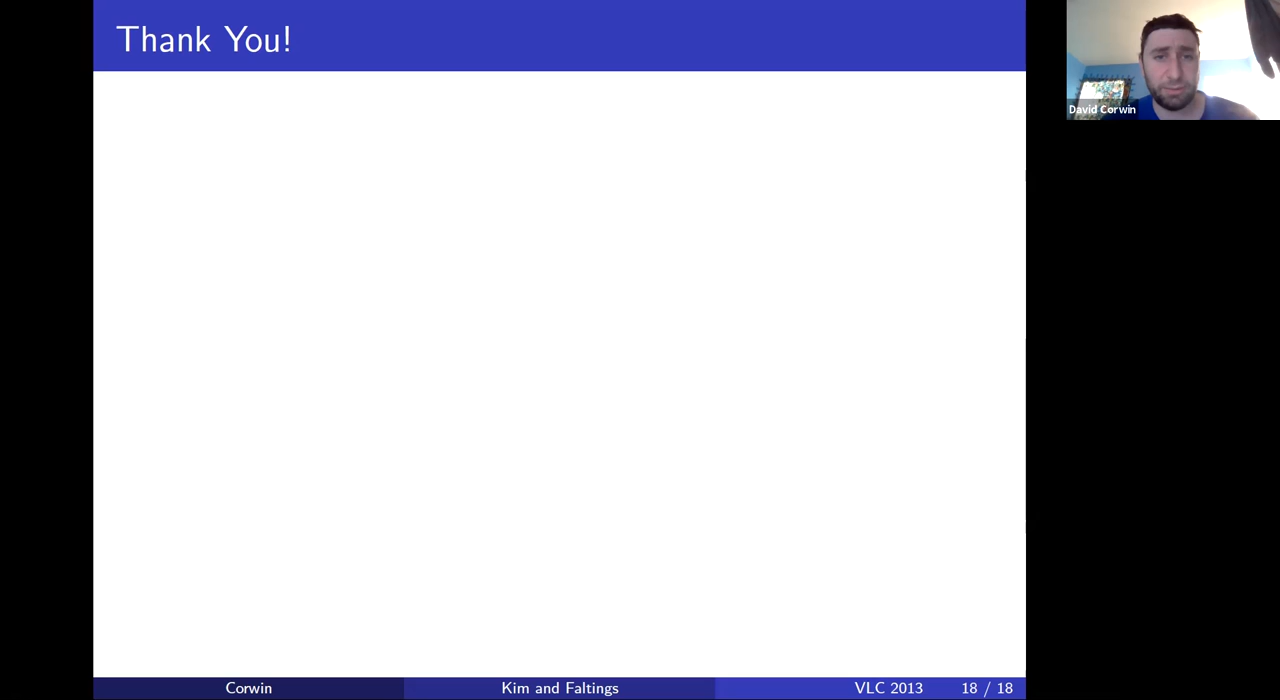 Thank You!
David Corwin
Corwin
Kim and Faltings
VLC 2013
18 / 18